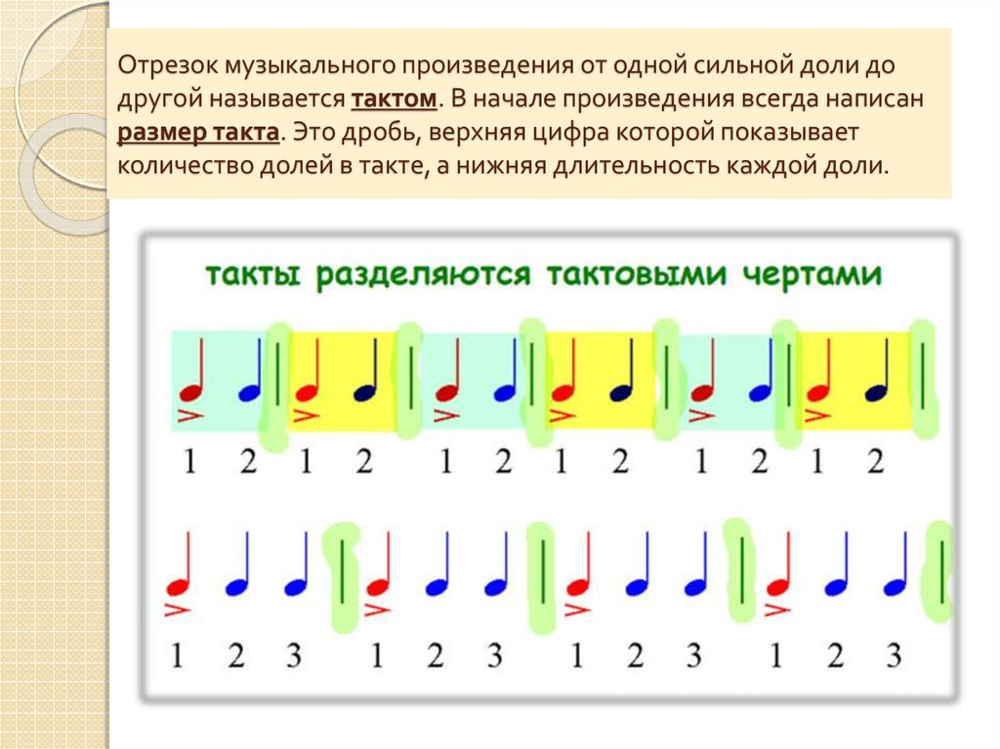 Отрезок музыкального произведения от одной сильной доли до
другой называется тактом. В начале произведения всегда написан
размер такта. Это дробь, верхняя цифра которой показывает
количество долей в такте, а нижняя длительность каждой доли.
такты разделяются тактовыми чертами
1 2 1 2 1 2 1 2 1 2 1 2
1 2 3 1 2 3 1 2 3 1 2 3